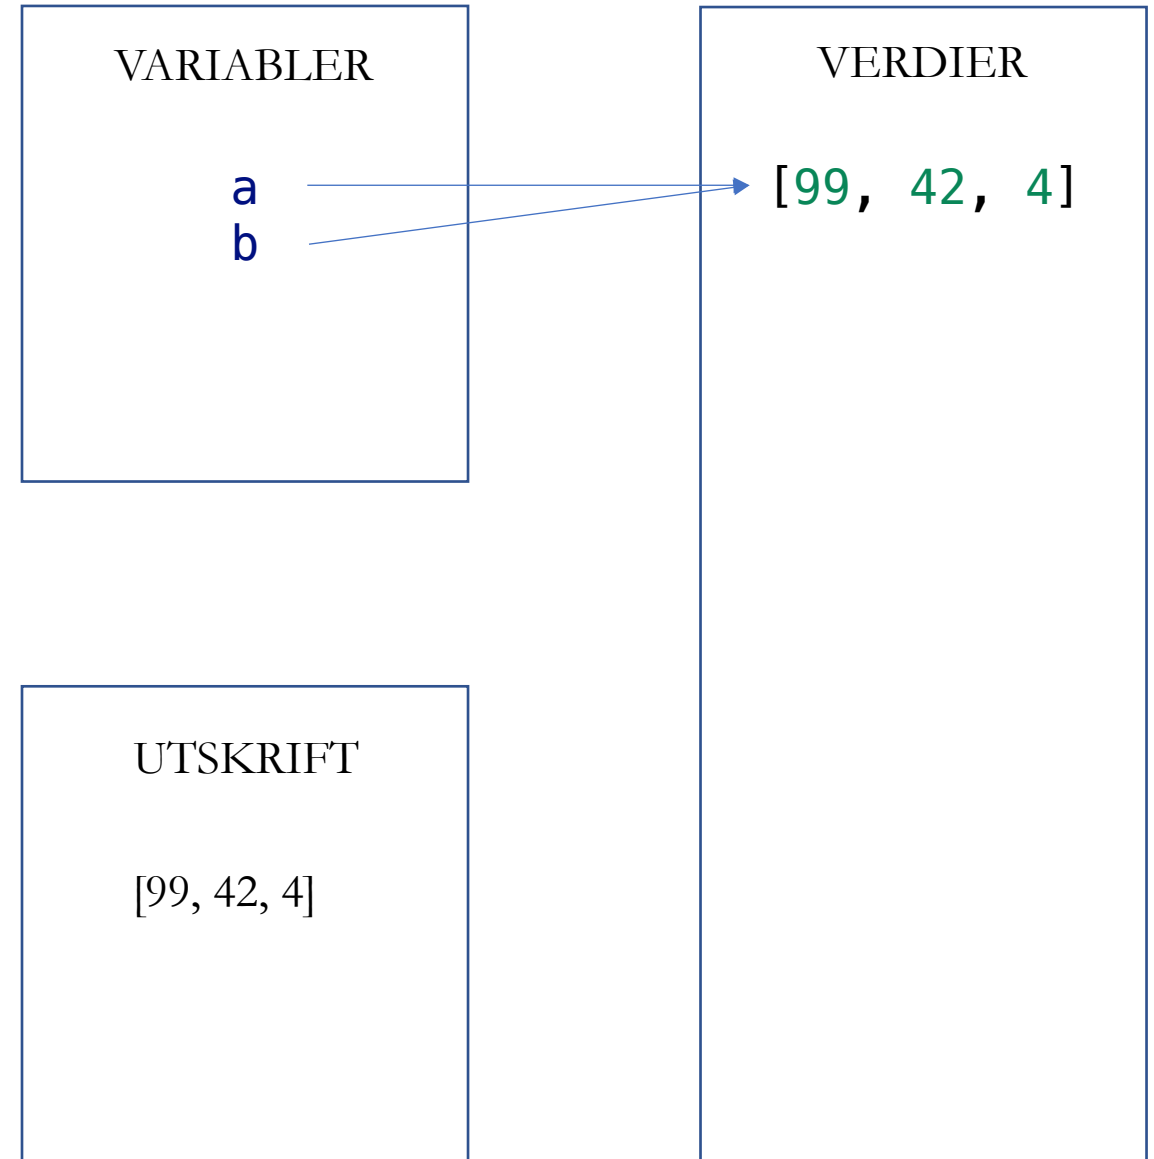 VARIABLER
a
b
VERDIER
[99, 42, 4]
UTSKRIFT
[99, 42, 4]